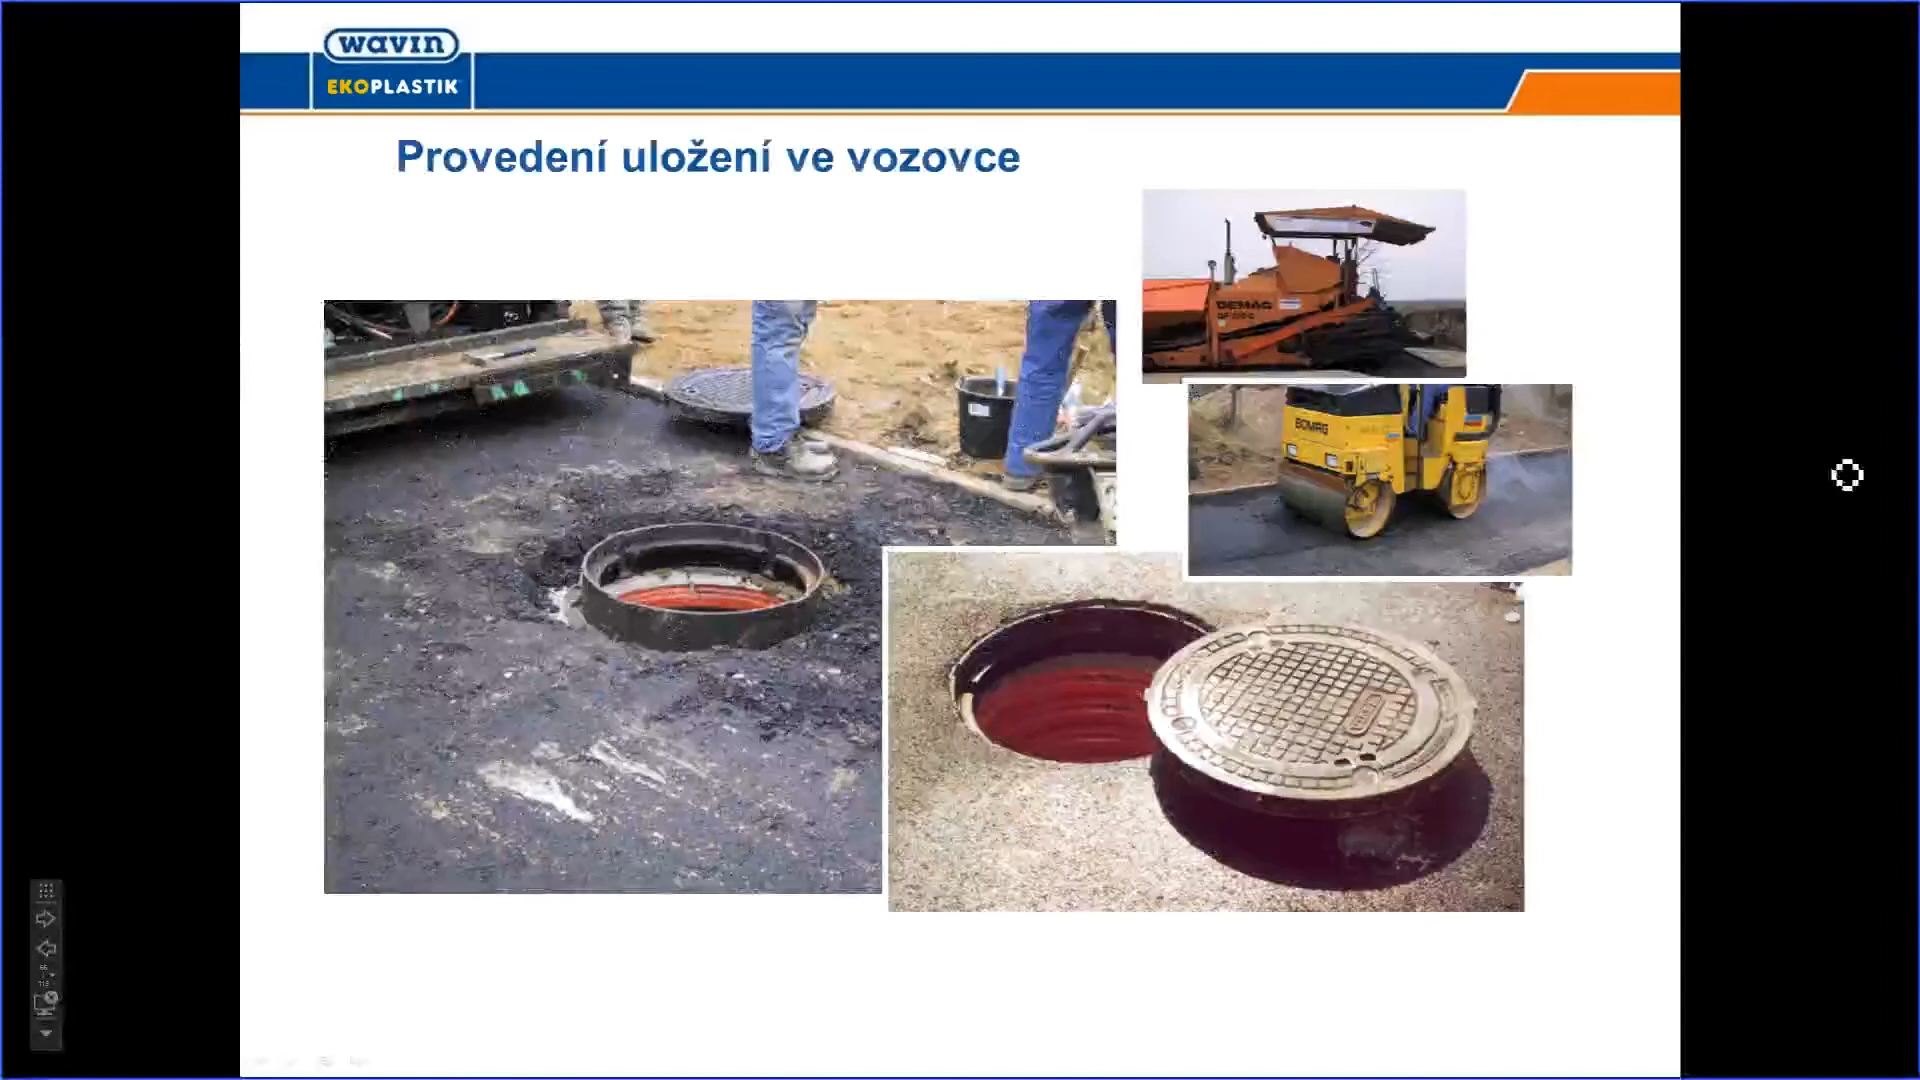 wavin
EKOPLASTIK
Provedení uložení ve vozovce
DEMAG
BOMAG